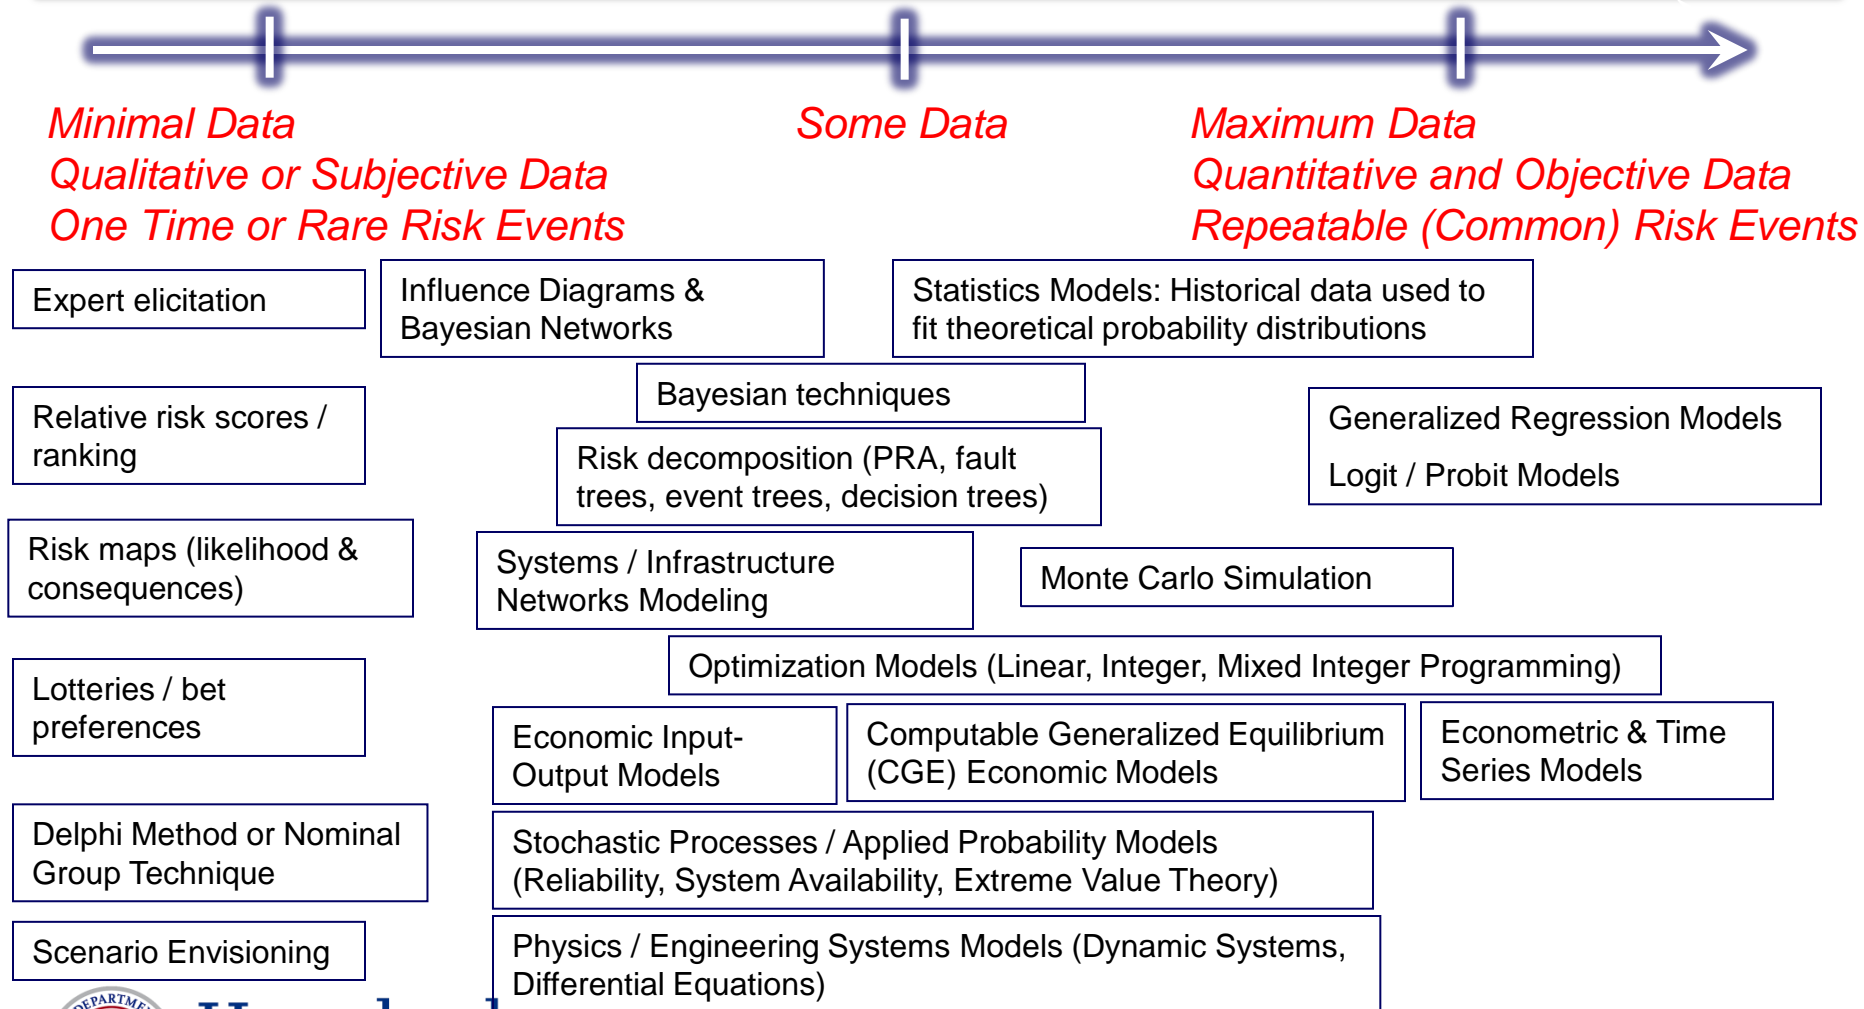 Minimal Data
Qualitative or Subjective Data
One Time or Rare Risk Events
Some Data
Maximum Data
Quantitative and Objective Data
Repeatable (Common) Risk Events
Expert elicitation
Influence Diagrams &
Bayesian Networks
Statistics Models: Historical data used to
fit theoretical probability distributions
Bayesian techniques
Relative risk scores /
ranking
Generalized Regression Models
Logit / Probit Models
Risk decomposition (PRA, fault
trees, event trees, decision trees)
Risk maps (likelihood &
consequences)
Systems / Infrastructure
Networks Modeling
Monte Carlo Simulation
Optimization Models (Linear, Integer, Mixed Integer Programming)
Lotteries / bet
preferences
Economic Input-
Output Models
Computable Generalized Equilibrium
(CGE) Economic Models
Econometric & Time
Series Models
Delphi Method or Nominal
Group Technique
Stochastic Processes / Applied Probability Models
(Reliability, System Availability, Extreme Value Theory)
Scenario Envisioning
Physics / Engineering Systems Models (Dynamic Systems,
Differential Equations)